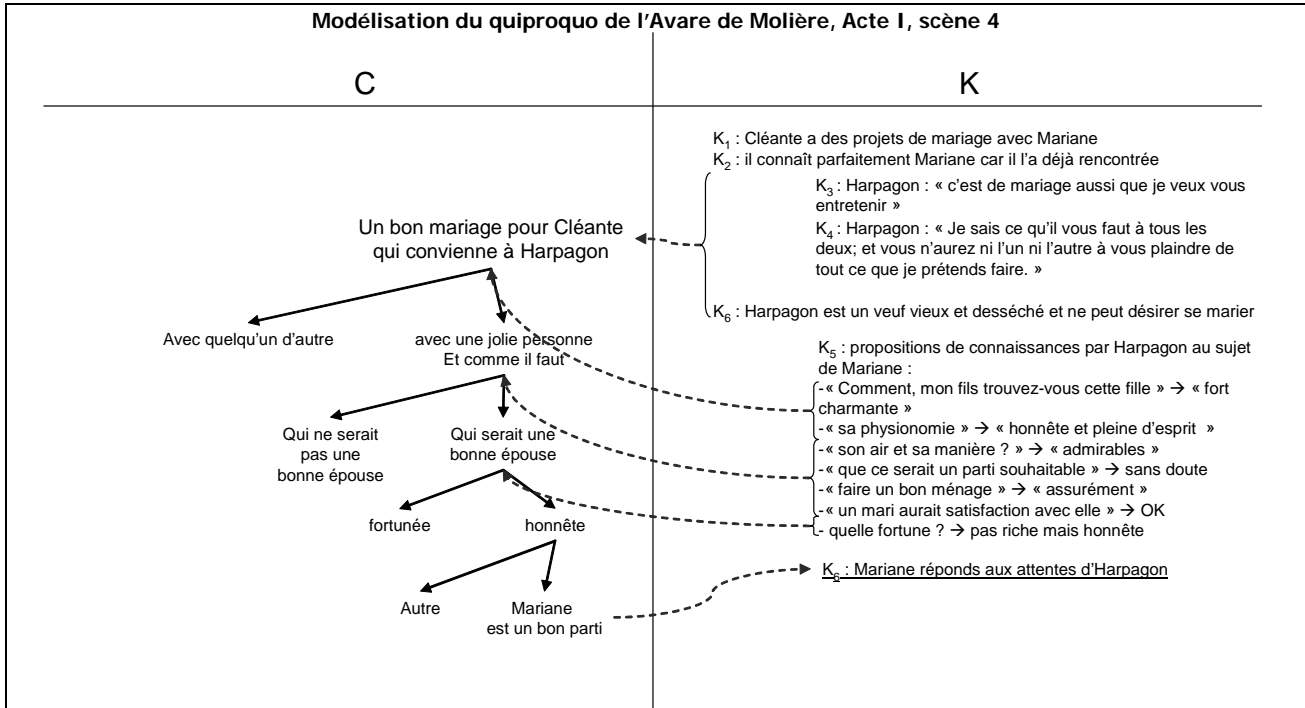 Modélisation du quiproquo de l'Avare de Molière, Acte I, scène 4
C
K
K1 : Cléante a des projets de mariage avec Mariane
K2 : il connaît parfaitement Mariane car il l'a déjà rencontrée
K3 : Harpagon : « c'est de mariage aussi que je veux vous
entretenir »
K4 : Harpagon : « Je sais ce qu'il vous faut à tous les
deux; et vous n'aurez ni l'un ni l'autre à vous plaindre de
tout ce que je prétends faire. »
K6 : Harpagon est un veuf vieux et desséché et ne peut désirer se marier
Un bon mariage pour Cléante
qui convienne à Harpagon
Avec quelqu'un d'autre
avec une jolie personne
Et comme il faut
Qui ne serait
pas une
bonne épouse
Qui serait une
bonne épouse
fortunée
honnête
Autre
Mariane
est un bon parti
K5 : propositions de connaissances par Harpagon au sujet
de Mariane :
-« Comment, mon fils trouvez-vous cette fille » → « fort
charmante »
-« sa physionomie » → « honnête et pleine d'esprit »
-« son air et sa manière ? » → « admirables »
-« que ce serait un parti souhaitable » → sans doute
-« faire un bon ménage » → « assurément »
-« un mari aurait satisfaction avec elle » → OK
- quelle fortune ? → pas riche mais honnête
K6 : Mariane réponds aux attentes d'Harpagon